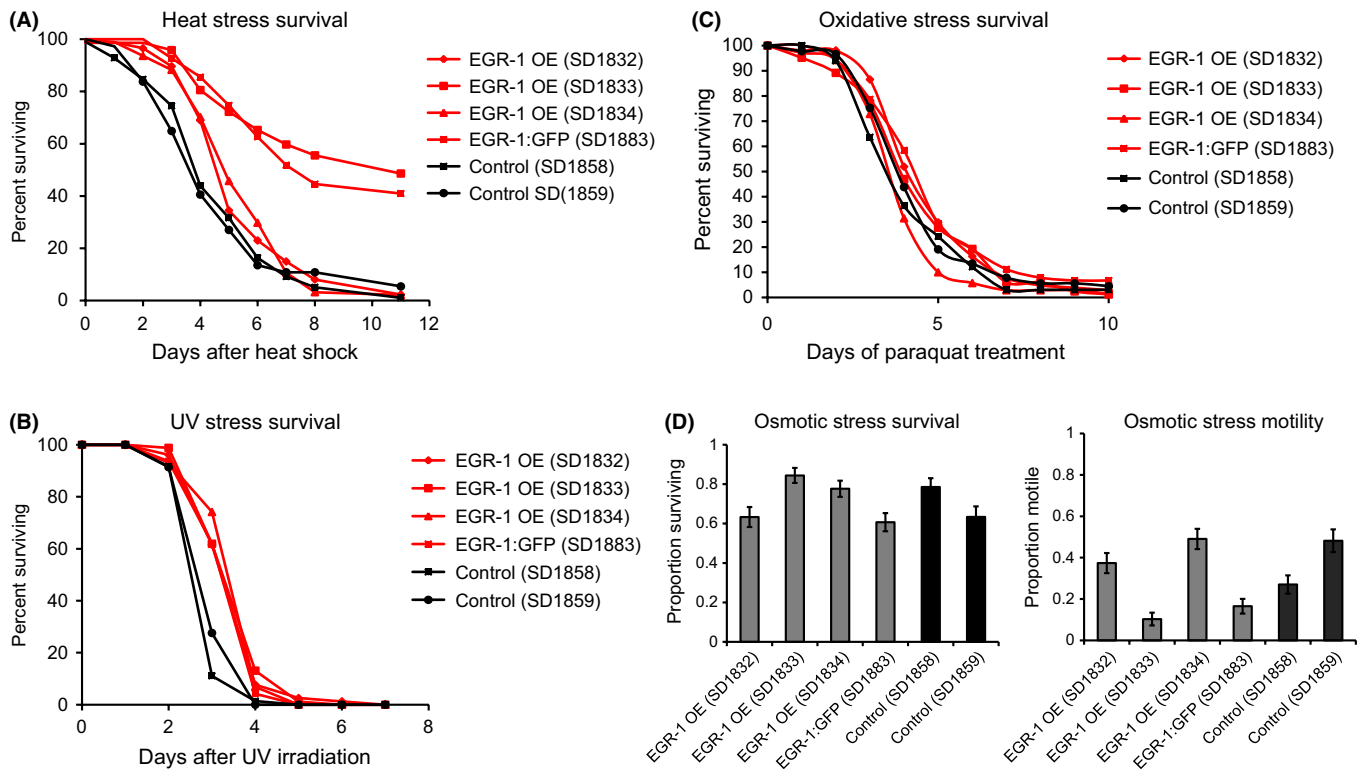 (A)
Heat stress survival
Percent surviving
100
80
60
40
20
0
0
2
4
6
8
10
12
Days after heat shock
EGR-1 OE (SD1832)
EGR-1 OE (SD1833)
EGR-1 OE (SD1834)
EGR-1:GFP (SD1883)
Control (SD1858)
Control SD(1859)
(C)
Oxidative stress survival
Percent surviving
100
90
80
70
60
50
40
30
20
10
0
0
5
10
Days of paraquat treatment
EGR-1 OE (SD1832)
EGR-1 OE (SD1833)
EGR-1 OE (SD1834)
EGR-1:GFP (SD1883)
Control (SD1858)
Control (SD1859)
(B)
UV stress survival
Percent surviving
100
80
60
40
20
0
0
2
4
6
8
Days after UV irradiation
EGR-1 OE (SD1832)
EGR-1 OE (SD1833)
EGR-1 OE (SD1834)
EGR-1:GFP (SD1883)
Control (SD1858)
Control (SD1859)
(D)
Osmotic stress survival
Proportion surviving
1
0.8
0.6
0.4
0.2
0
EGR-1 OE (SD1832)
EGR-1 OE (SD1833)
EGR-1 OE (SD1834)
EGR-1:GFP (SD1883)
Control (SD1858)
Control (SD1859)
Osmotic stress motility
Proportion motile
1
0.8
0.6
0.4
0.2
0
EGR-1 OE (SD1832)
EGR-1 OE (SD1833)
EGR-1 OE (SD1834)
EGR-1:GFP (SD1883)
Control (SD1858)
Control (SD1859)